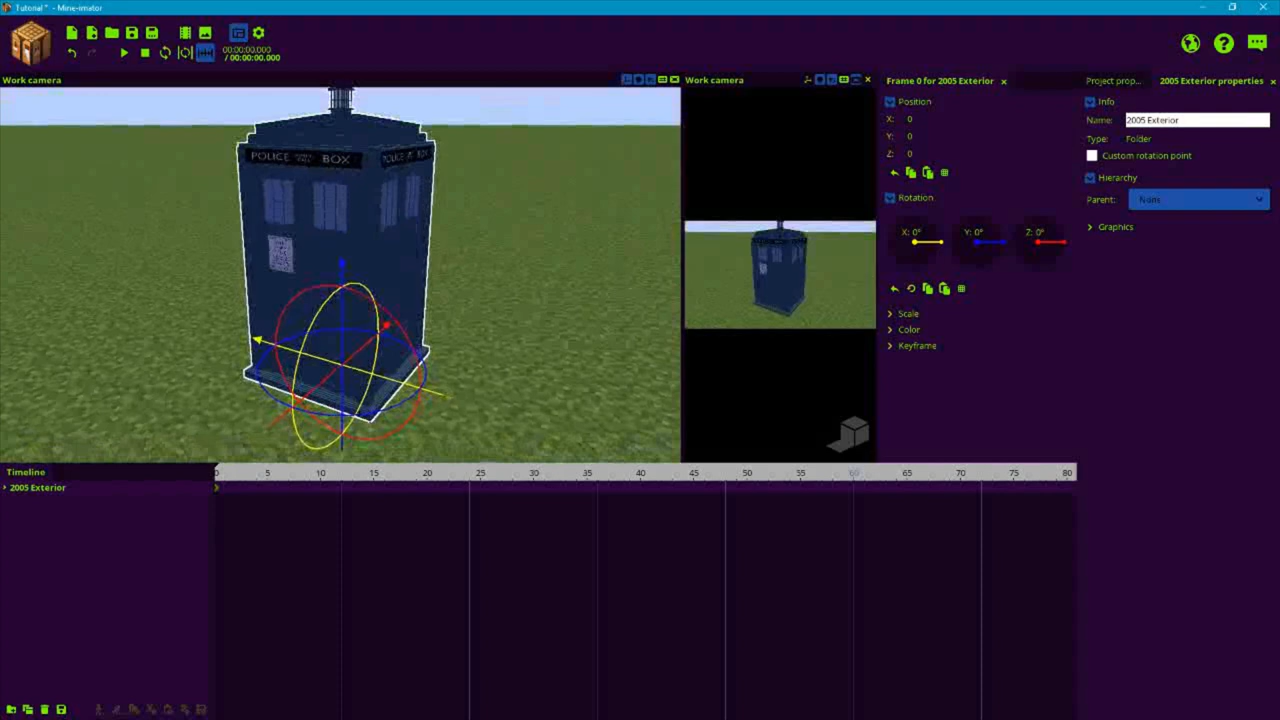 Tutorial * - Mine-imator
00:00:00.000
/ 00:00:00.000
Work camera
Work camera
Frame 0 for 2005 Exterior
Project prop...
2005 Exterior properties
POLICE BOX
POLICE BOX
Position
X: 0
Y: 0
Z: 0
Rotation
X: 0°
Y: 0°
Z: 0°
Scale
Color
Keyframe
Info
Name: 2005 Exterior
Type: Folder
Custom rotation point
Hierarchy
Parent: None
Graphics
Timeline
0 5 10 15 20 25 30 35 40 45 50 55 60 65 70 75 80
2005 Exterior